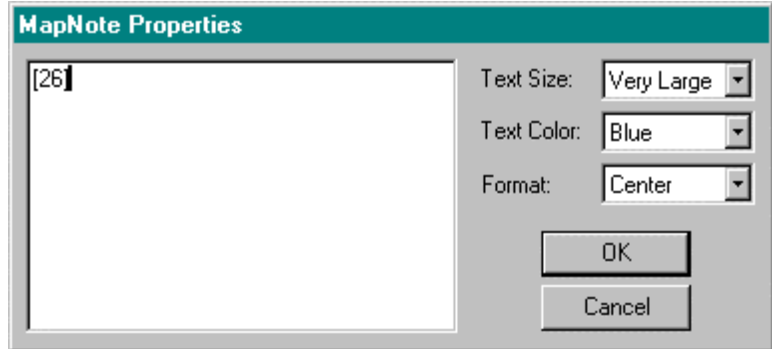 MapNote Properties
[26]
Text Size: Very Large
Text Color: Blue
Format: Center
OK
Cancel